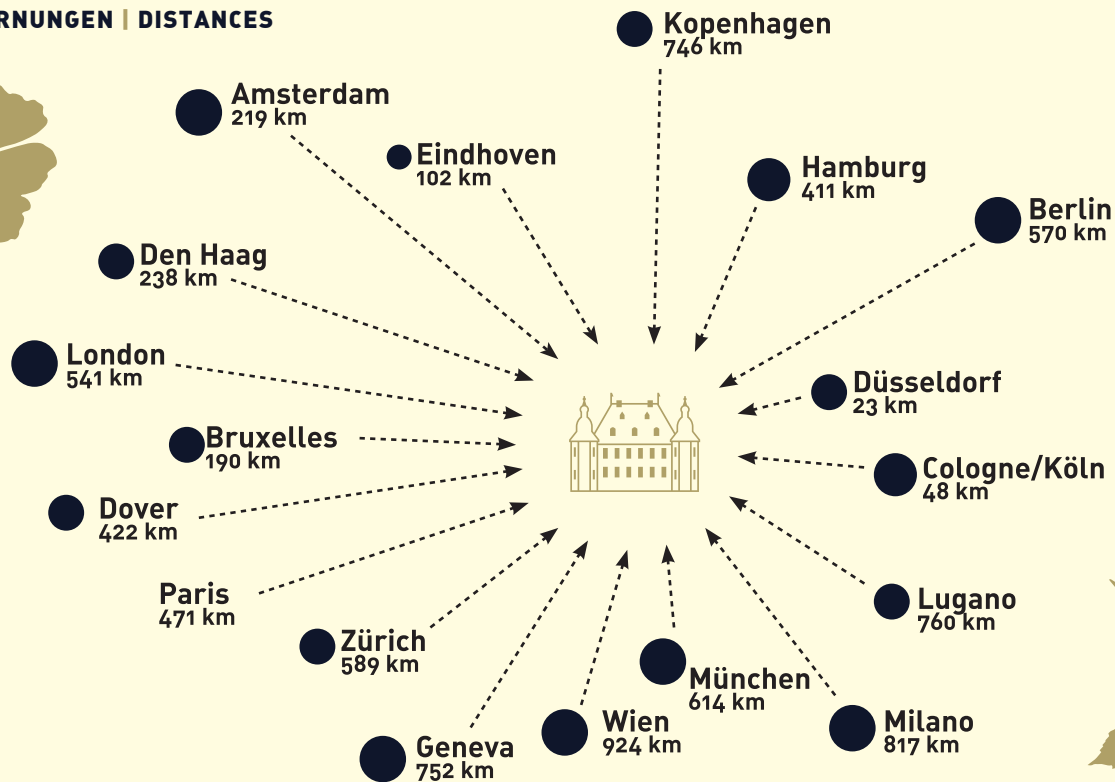 RNUNGEN | DISTANCES
Kopenhagen
746 km
Amsterdam
219 km
Eindhoven
102 km
Hamburg
411 km
Berlin
570 km
Den Haag
238 km
London
541 km
Düsseldorf
23 km
Bruxelles
190 km
Cologne/Köln
48 km
Dover
422 km
Paris
471 km
Lugano
760 km
Zürich
589 km
München
614 km
Wien
924 km
Milano
817 km
Geneva
752 km